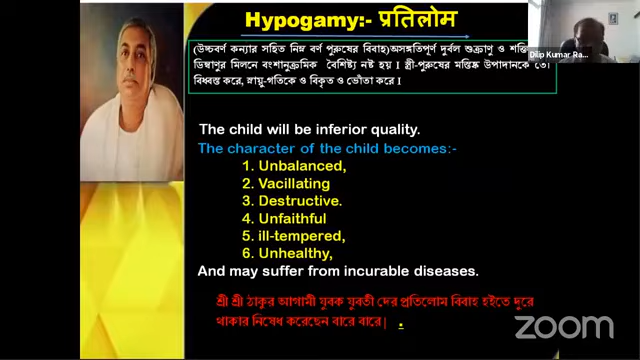 Hypogamy:- प्रतिलोम
Dilip Kumar Ra...
(উচ্চবর্ণ কন্যার সহিত নিম্ন বর্ণ পুরুষের বিবাহ)অসঙ্গতিপূর্ণ দুর্বল শুক্রাণু ও
ডিম্বাণুর মিলনে বংশানুক্রমিক বৈশিষ্ট্য নষ্ট হয় I স্ত্রী-পুরুষের মস্তিষ্ক উপাদানকে তো
বিধ্বস্ত করে, স্নায়ু-গতিকে ও বিকৃত ও ভোঁতা করে I
The child will be inferior quality.
The character of the child becomes:-
1. Unbalanced,
2. Vacillating
3. Destructive.
4. Unfaithful
5. ill-tempered,
6. Unhealthy,
And may suffer from incurable diseases.
শ্রী শ্রী ঠাকুর আগামী যুবক যুবতী দের প্রতিলোম বিবাহ হইতে দুরে
থাকার নিষেধ করেছেন বারে বারে|
zoom